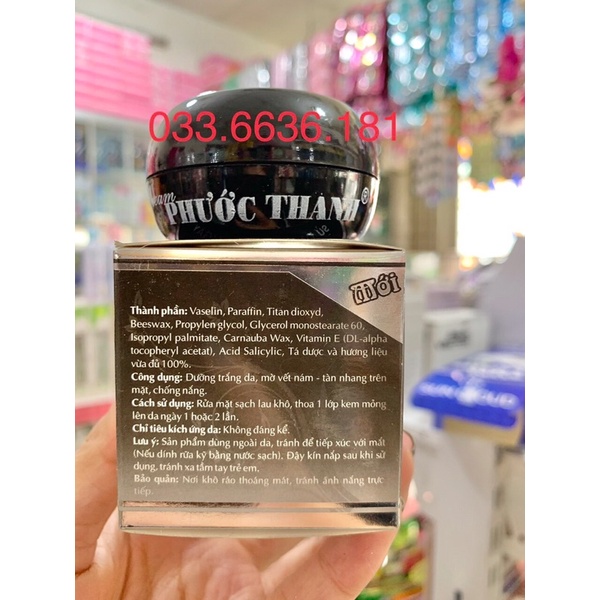 033.6636.181
Cream
PHƯỚC THÀNH®
mới
Thành phần: Vaselin, Paraffin, Titan dioxyd,
Beeswax, Propylen glycol, Glycerol monostearate 60,
Isopropyl palmitate, Carnauba Wax, Vitamin E (DL-alpha
tocopheryl acetat), Acid Salicylic, Tá dược và hương liệu
vừa đủ 100%.
Công dụng: Dưỡng trắng da, mờ vết nám - tàn nhang trên
mặt, chống nắng.
Cách sử dụng: Rửa mặt sạch lau khô, thoa 1 lớp kem mỏng
lên da ngày 1 hoặc 2 lần.
Chỉ tiêu kích ứng da: Không đáng kể.
Lưu ý: Sản phẩm dùng ngoài da, tránh để tiếp xúc với mắt
(Nếu dính rửa kỹ bằng nước sạch). Đậy kín nắp sau khi sử
dụng, tránh xa tầm tay trẻ em.
Bảo quản: Nơi khô ráo thoáng mát, tránh ánh nắng trực
tiếp.